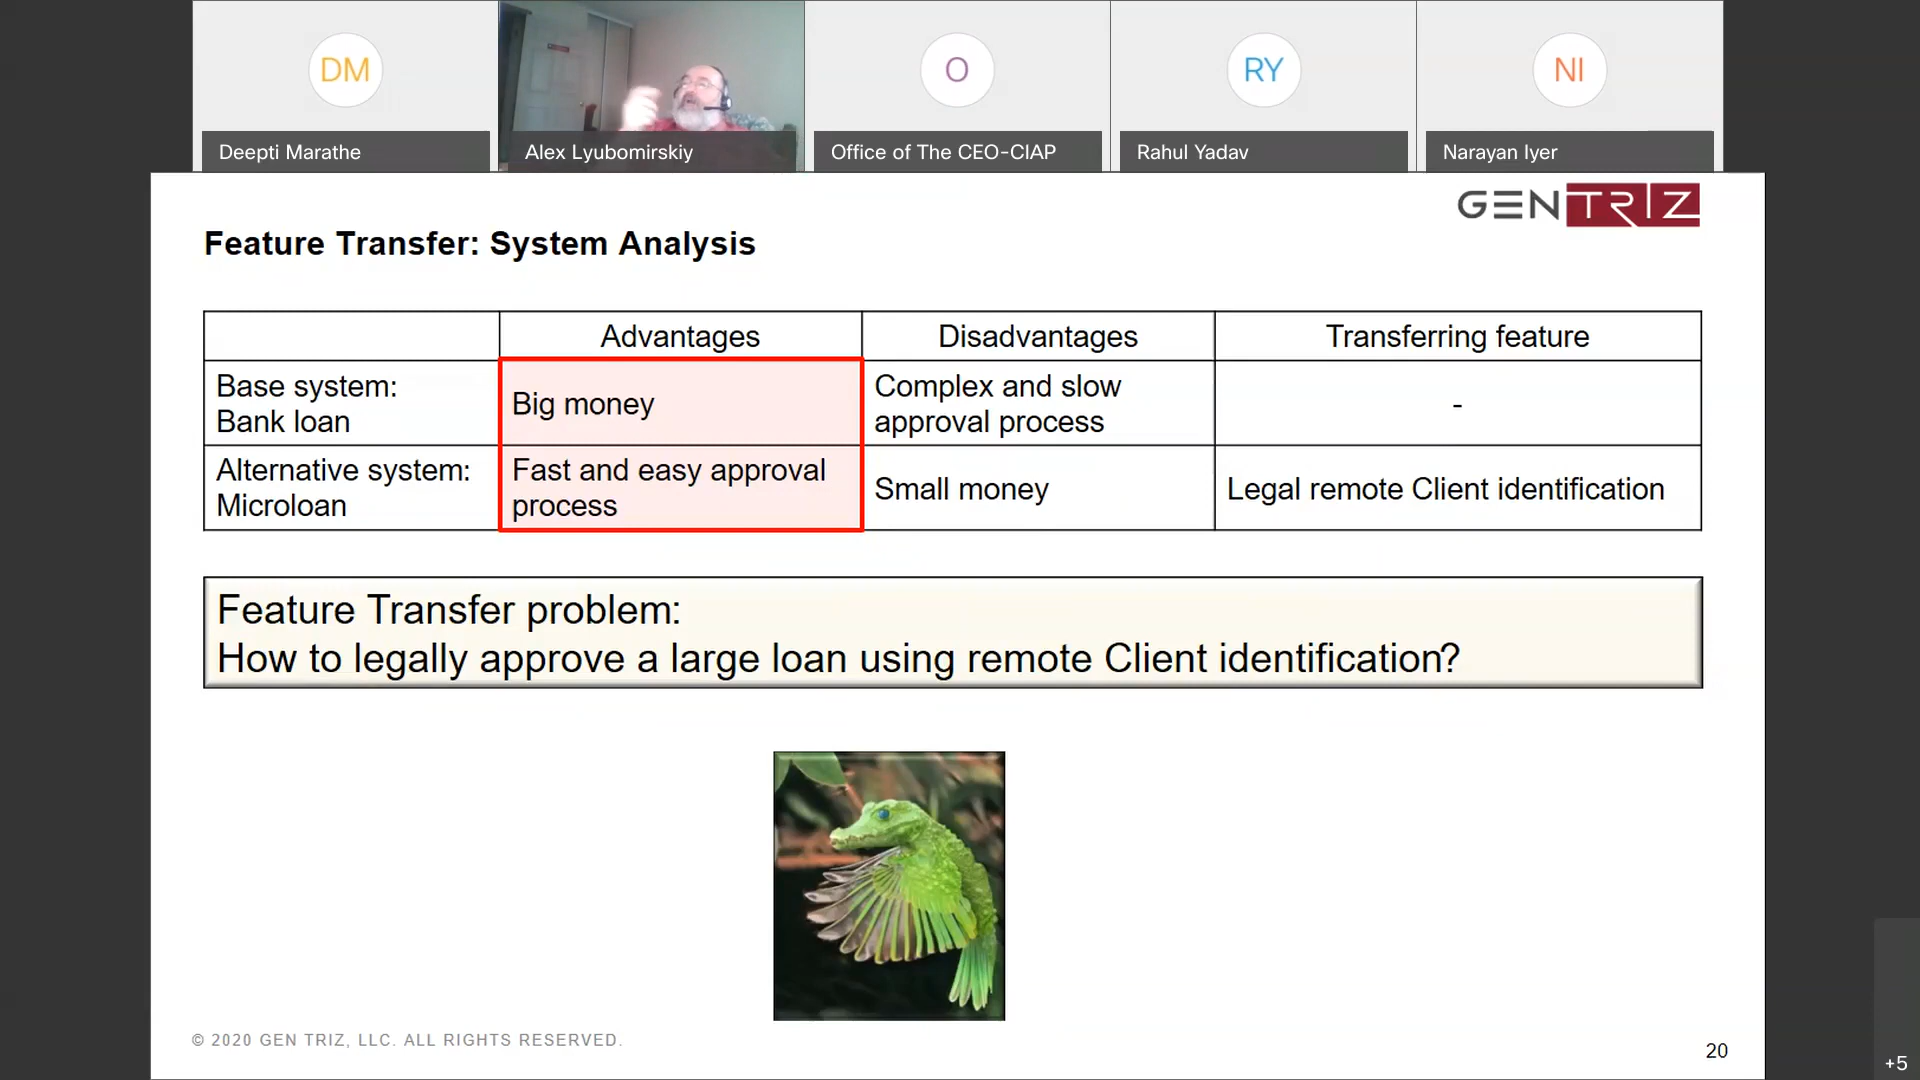 DM
O
RY
NI
Deepti Marathe
Alex Lyubomirskiy
Office of The CEO-CIAP
Rahul Yadav
Narayan Iyer
GEN TRIZ
Feature Transfer: System Analysis
Advantages
Disadvantages
Transferring feature
Base system:
Bank loan
Big money
Complex and slow
approval process
-
Alternative system:
Microloan
Fast and easy approval
process
Small money
Legal remote Client identification
Feature Transfer problem:
How to legally approve a large loan using remote Client identification?
© 2020 GEN TRIZ, LLC. ALL RIGHTS RESERVED.
20
+5